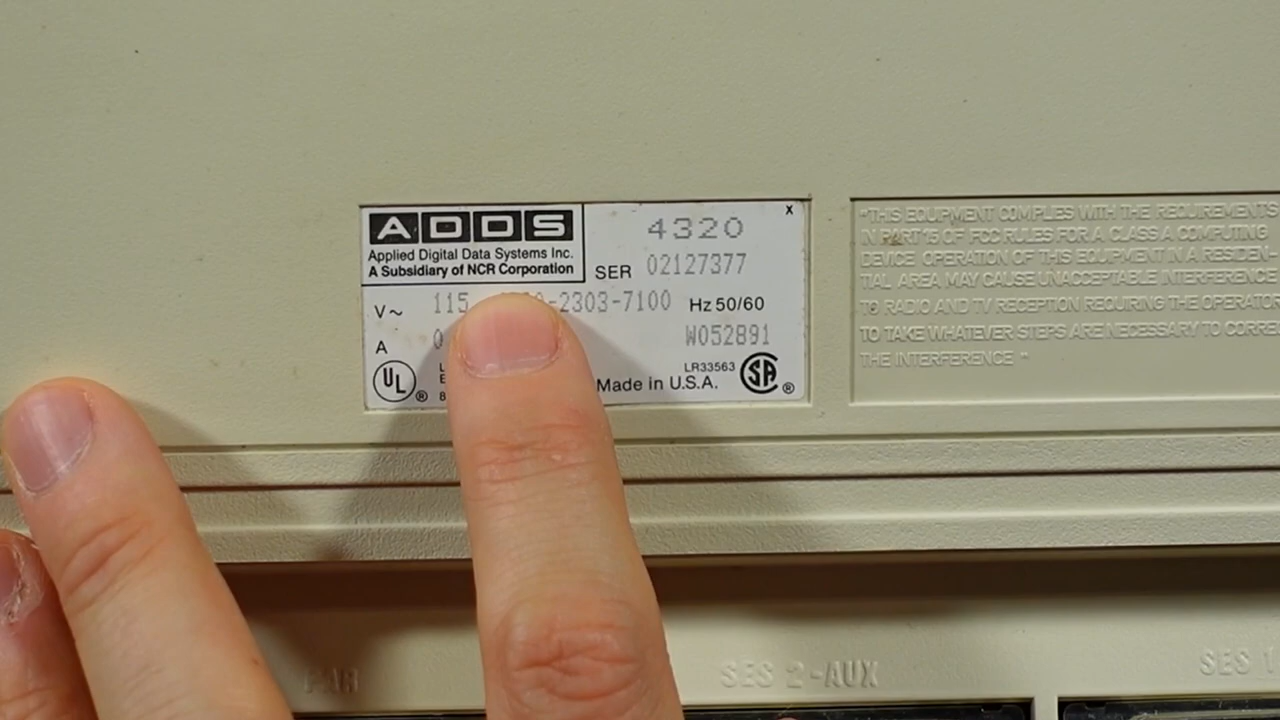 ADDS
Applied Digital Data Systems Inc.
A Subsidiary of NCR Corporation
4320
X
SER 02127377
V~ 115 -2303-7100 Hz 50/60
A W052891
UL ®
LR33563
Made in U.S.A. SA ®
"THIS EQUIPMENT COMPLIES WITH THE REQUIREMENTS
IN PART 15 OF FCC RULES FOR A CLASS A COMPUTING
DEVICE OPERATION OF THIS EQUIPMENT IN A RESIDEN-
TIAL AREA MAY CAUSE UNACCEPTABLE INTERFERENCE
TO RADIO AND TV RECEPTION REQUIRING THE OPERATOR
TO TAKE WHATEVER STEPS ARE NECESSARY TO CORRE
THE INTERFERENCE "
PAR
SES 2-AUX
SES 1